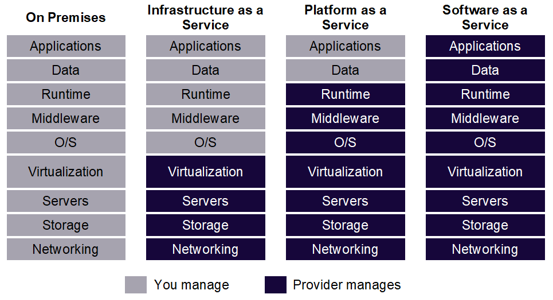 On Premises
Infrastructure as a
Service
Platform as a
Service
Software as a
Service
Applications
Applications
Applications
Applications
Data
Data
Data
Data
Runtime
Runtime
Runtime
Runtime
Middleware
Middleware
Middleware
Middleware
O/S
O/S
O/S
O/S
Virtualization
Virtualization
Virtualization
Virtualization
Servers
Servers
Servers
Servers
Storage
Storage
Storage
Storage
Networking
Networking
Networking
Networking
You manage
Provider manages